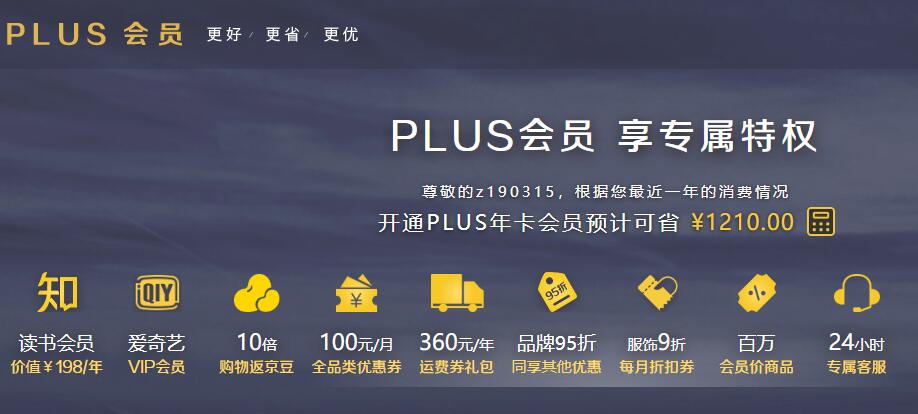 PLUS 会员 更好 / 更省 / 更优
PLUS会员 享专属特权
尊敬的z190315，根据您最近一年的消费情况
开通PLUS年卡会员预计可省 ¥1210.00
知 QIY ¥ 95折 %
读书会员 爱奇艺 10倍 100元/月 360元/年 品牌95折 服饰9折 百万 24小时
价值￥198/年 VIP会员 购物返京豆 全品类优惠券 运费券礼包 同享其他优惠 每月折扣券 会员价商品 专属客服